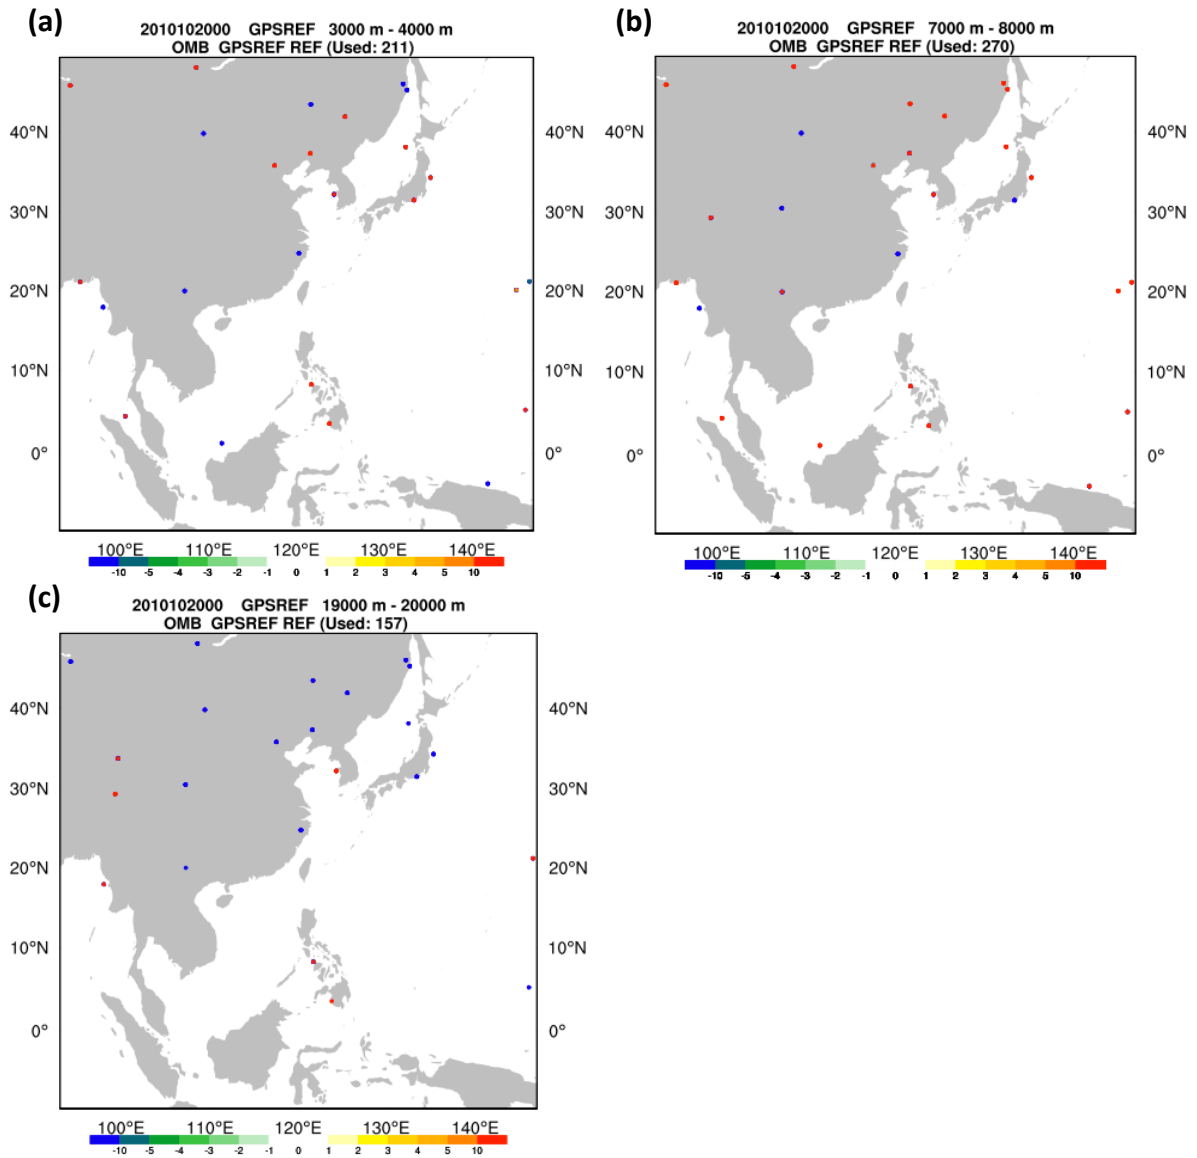 (a)
2010102000 GPSREF 3000 m - 4000 m
OMB GPSREF REF (Used: 211)
40°N
30°N
20°N
10°N
0°
40°N
30°N
20°N
10°N
0°
100°E 110°E 120°E 130°E 140°E
-10 -5 -4 -3 -2 -1 0 1 2 3 4 5 10
(b)
2010102000 GPSREF 7000 m - 8000 m
OMB GPSREF REF (Used: 270)
40°N
30°N
20°N
10°N
0°
100°E 110°E 120°E 130°E 140°E
-10 -5 -4 -3 -2 -1 0 1 2 3 4 5 10
(c)
2010102000 GPSREF 19000 m - 20000 m
OMB GPSREF REF (Used: 157)
40°N
30°N
20°N
10°N
0°
40°N
30°N
20°N
10°N
0°
100°E 110°E 120°E 130°E 140°E
-10 -5 -4 -3 -2 -1 0 1 2 3 4 5 10